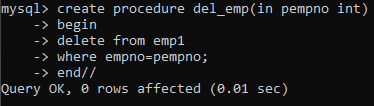 mysql> create procedure del_emp(in pempno int)
    -> begin
    -> delete from emp1
    -> where empno=pempno;
    -> end//
Query OK, 0 rows affected (0.01 sec)